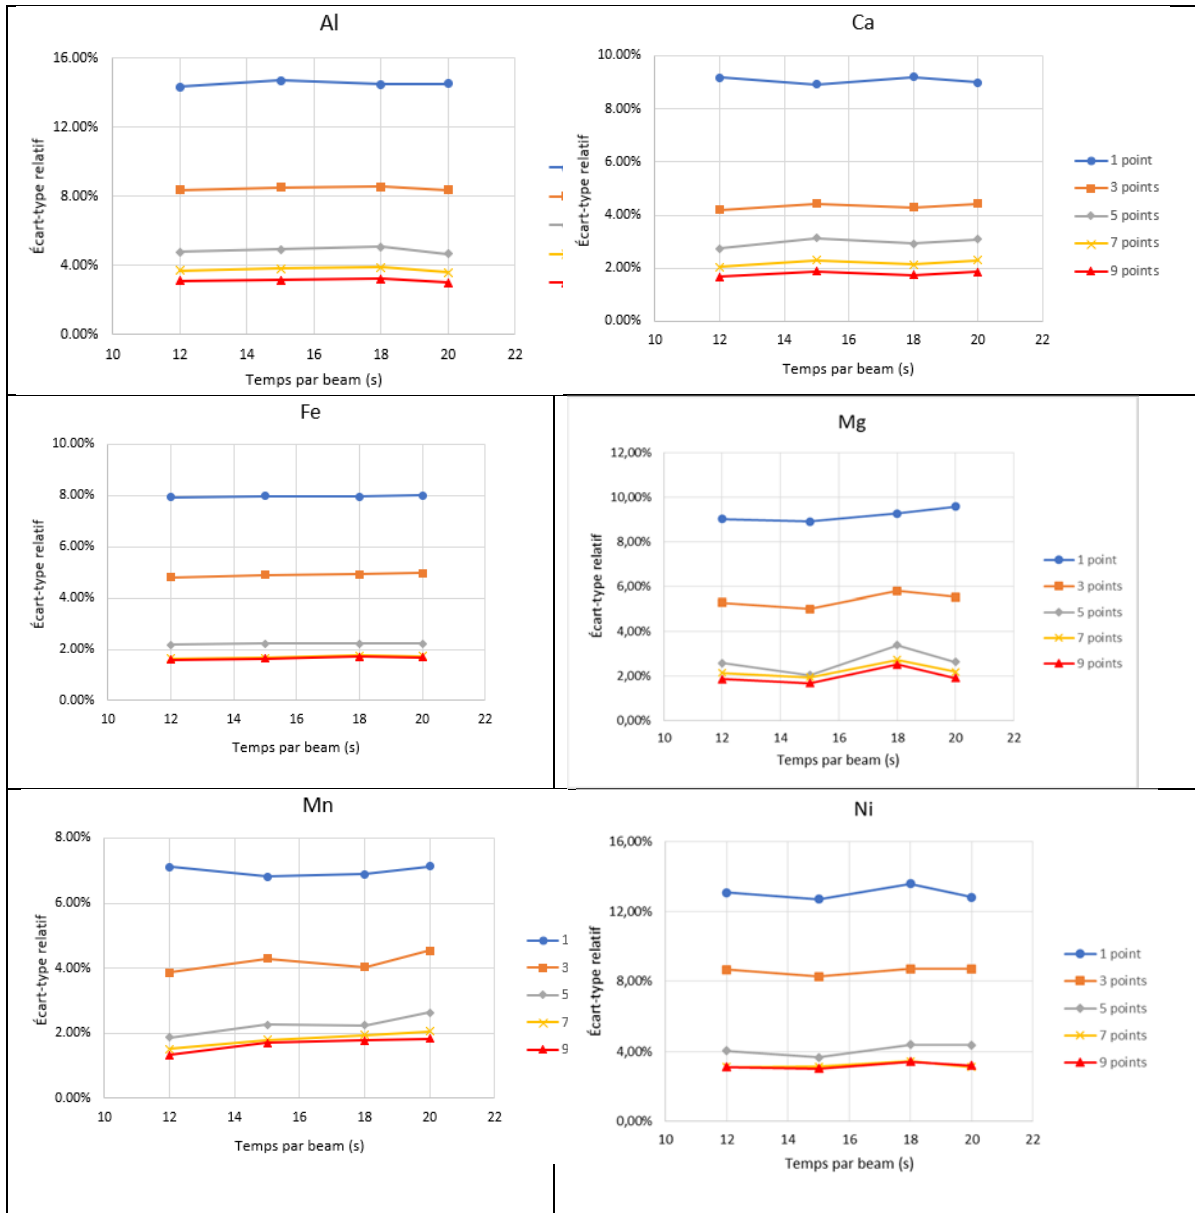 Al
16.00%
12.00%
8.00%
4.00%
0.00%
Écart-type relatif
10 12 14 16 18 20 22
Temps par beam (s)
Ca
10.00%
8.00%
6.00%
4.00%
2.00%
0.00%
Écart-type relatif
10 12 14 16 18 20 22
Temps par beam (s)
1 point
3 points
5 points
7 points
9 points
Fe
10.00%
8.00%
6.00%
4.00%
2.00%
0.00%
Écart-type relatif
10 12 14 16 18 20 22
Temps par beam (s)
Mg
12,00%
10,00%
8,00%
6,00%
4,00%
2,00%
0,00%
Écart-type relatif
10 12 14 16 18 20 22
Temps par beam (s)
1 point
3 points
5 points
7 points
9 points
Mn
8.00%
6.00%
4.00%
2.00%
0.00%
Écart-type relatif
10 12 14 16 18 20 22
Temps par beam (s)
1
3
5
7
9
Ni
16,00%
12,00%
8,00%
4,00%
0,00%
Écart-type relatif
10 12 14 16 18 20 22
Temps par beam (s)
1 point
3 points
5 points
7 points
9 points